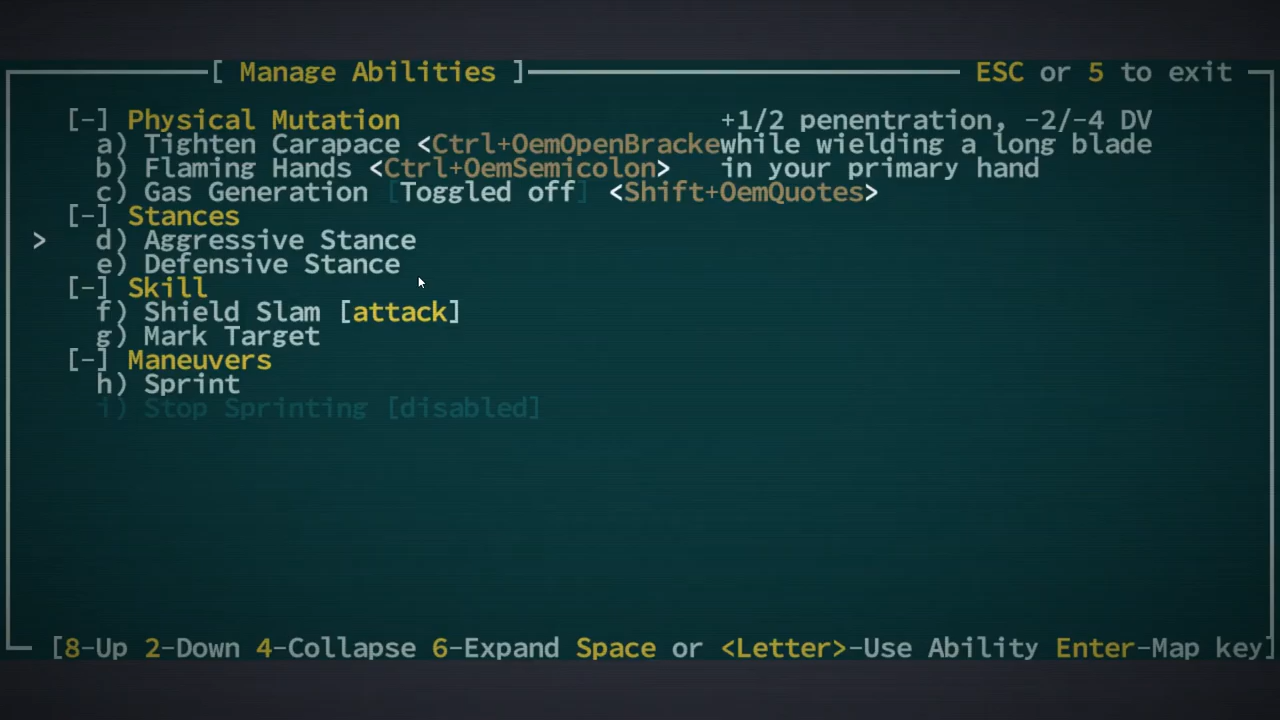 [ Manage Abilities ] ESC or 5 to exit
[-] Physical Mutation +1/2 penentration, -2/-4 DV
a) Tighten Carapace <Ctrl+OemOpenBracke while wielding a long blade
b) Flaming Hands <Ctrl+OemSemicolon> in your primary hand
c) Gas Generation [Toggled off] <Shift+OemQuotes>
[-] Stances
> d) Aggressive Stance
e) Defensive Stance
[-] Skill
f) Shield Slam [attack]
g) Mark Target
[-] Maneuvers
h) Sprint
i) Stop Sprinting [disabled]
[8-Up 2-Down 4-Collapse 6-Expand Space or <Letter>-Use Ability Enter-Map key]